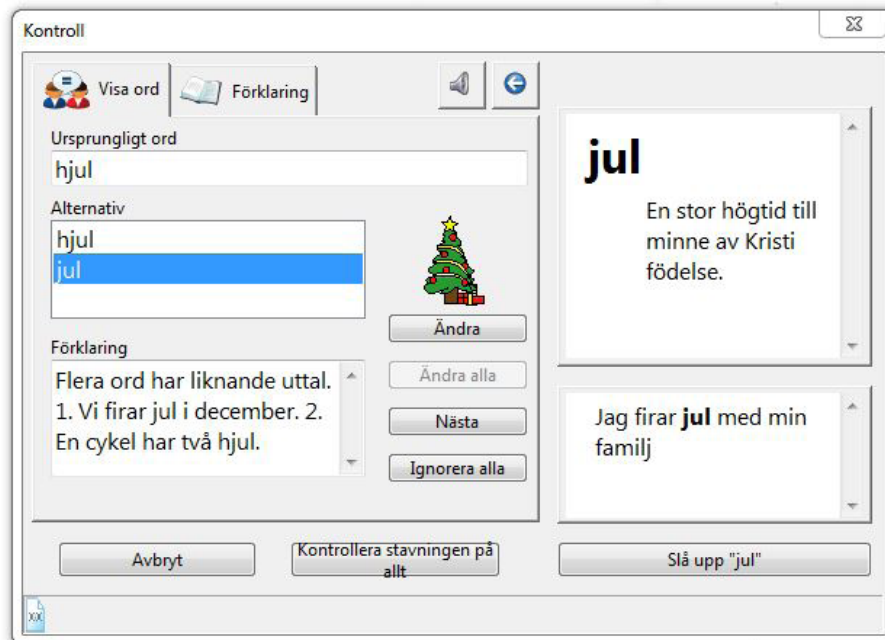 Kontroll
Visa ord
Förklaring
Ursprungligt ord
hjul
Alternativ
hjul
jul
Förklaring
Flera ord har liknande uttal.
1. Vi firar jul i december. 2.
En cykel har två hjul.
Ändra
Ändra alla
Nästa
Ignorera alla
jul
En stor högtid till
minne av Kristi
födelse.
Jag firar jul med min
familj
Avbryt
Kontrollera stavningen på
allt
Slå upp "jul"